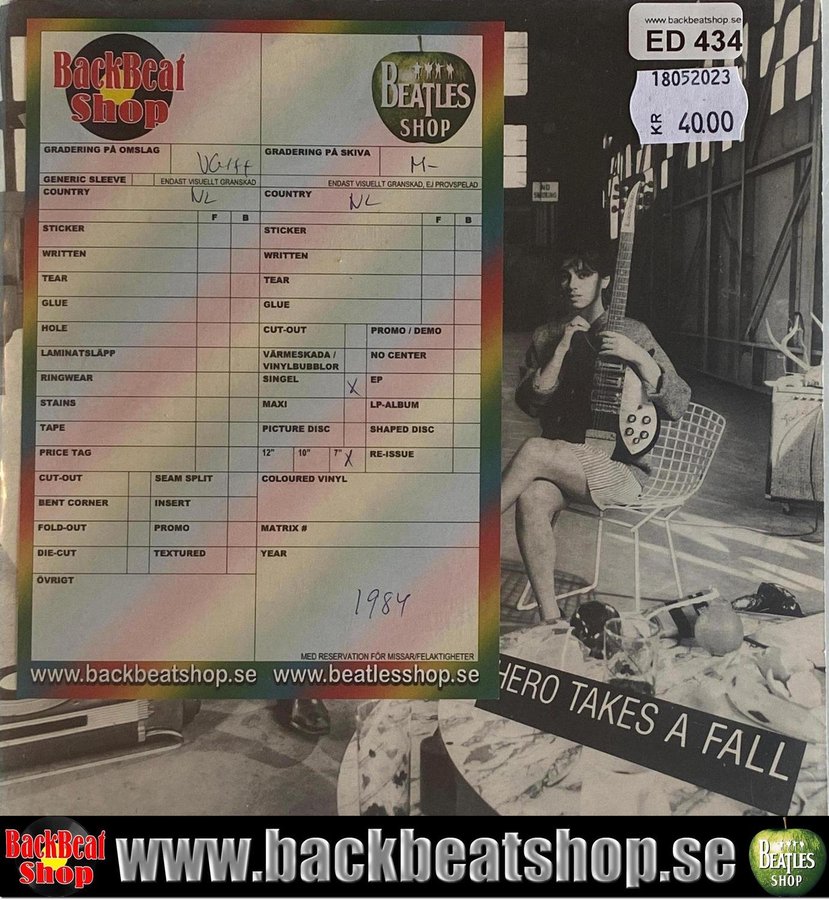 www.backbeatshop.se
ED 434
18052023
KR 40.00
BackBeat
Shop
BEATLES
SHOP
GRADERING PÅ OMSLAG
GRADERING PÅ SKIVA
M-
GENERIC SLEEVE
ENDAST VISUELLT GRANSKAD
ENDAST VISUELLT GRANSKAD, EJ PROVSPELAD
COUNTRY NL
COUNTRY NL
F B
F B
STICKER
STICKER
WRITTEN
WRITTEN
TEAR
TEAR
GLUE
GLUE
HOLE
CUT-OUT PROMO / DEMO
LAMINATSLÄPP
VÄRMESKADA /
VINYLBUBBLOR
NO CENTER
RINGWEAR
SINGEL X EP
STAINS
MAXI LP-ALBUM
TAPE
PICTURE DISC SHAPED DISC
PRICE TAG
12" 10" 7" X RE-ISSUE
CUT-OUT SEAM SPLIT
COLOURED VINYL
BENT CORNER INSERT
FOLD-OUT PROMO
MATRIX #
DIE-CUT TEXTURED
YEAR
ÖVRIGT
1984
MED RESERVATION FÖR MISSAR/FELAKTIGHETER
www.backbeatshop.se www.beatlesshop.se
NO
SMOKING
HERO TAKES A FALL
BackBeat
Shop
www.backbeatshop.se
BEATLES
SHOP